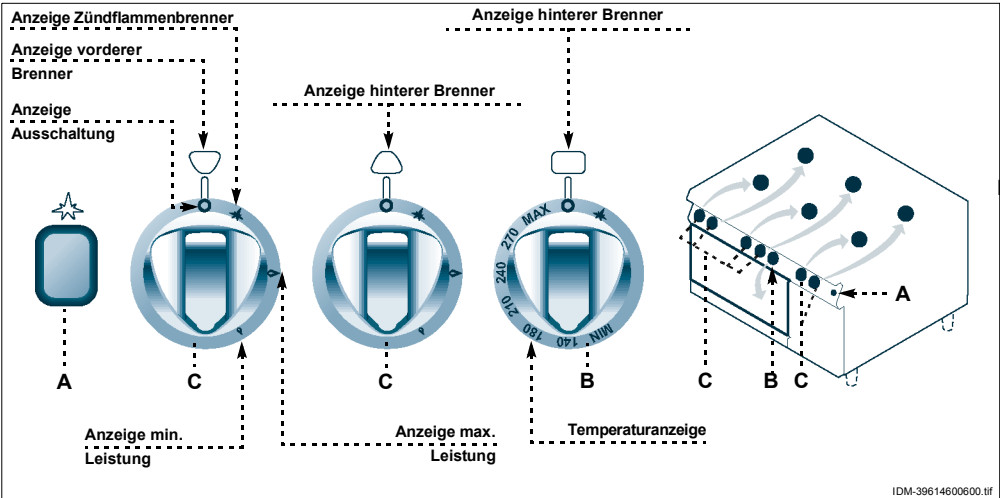 Anzeige Zündflammenbrenner
Anzeige vorderer
Brenner
Anzeige
Ausschaltung
Anzeige hinterer Brenner
Anzeige hinterer Brenner
MAX
270
240
210
180
140
MIN
A
C
C
B
C
B
C
A
Anzeige min.
Leistung
Anzeige max.
Leistung
Temperaturanzeige
IDM-39614600600.tif